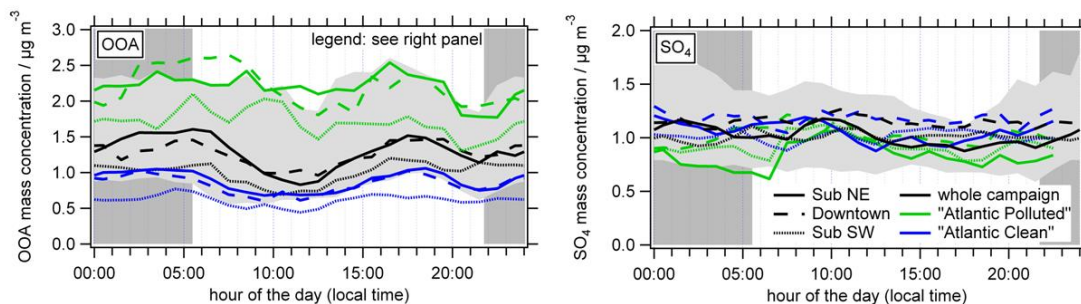 OOA
legend: see right panel
OOA mass concentration / µg m⁻³
3.0
2.5
2.0
1.5
1.0
0.5
0.0
00:00 05:00 10:00 15:00 20:00
hour of the day (local time)
SO₄
SO₄ mass concentration / µg m⁻³
2.0
1.5
1.0
0.5
0.0
Sub NE whole campaign
Downtown "Atlantic Polluted"
Sub SW "Atlantic Clean"
00:00 05:00 10:00 15:00 20:00
hour of the day (local time)